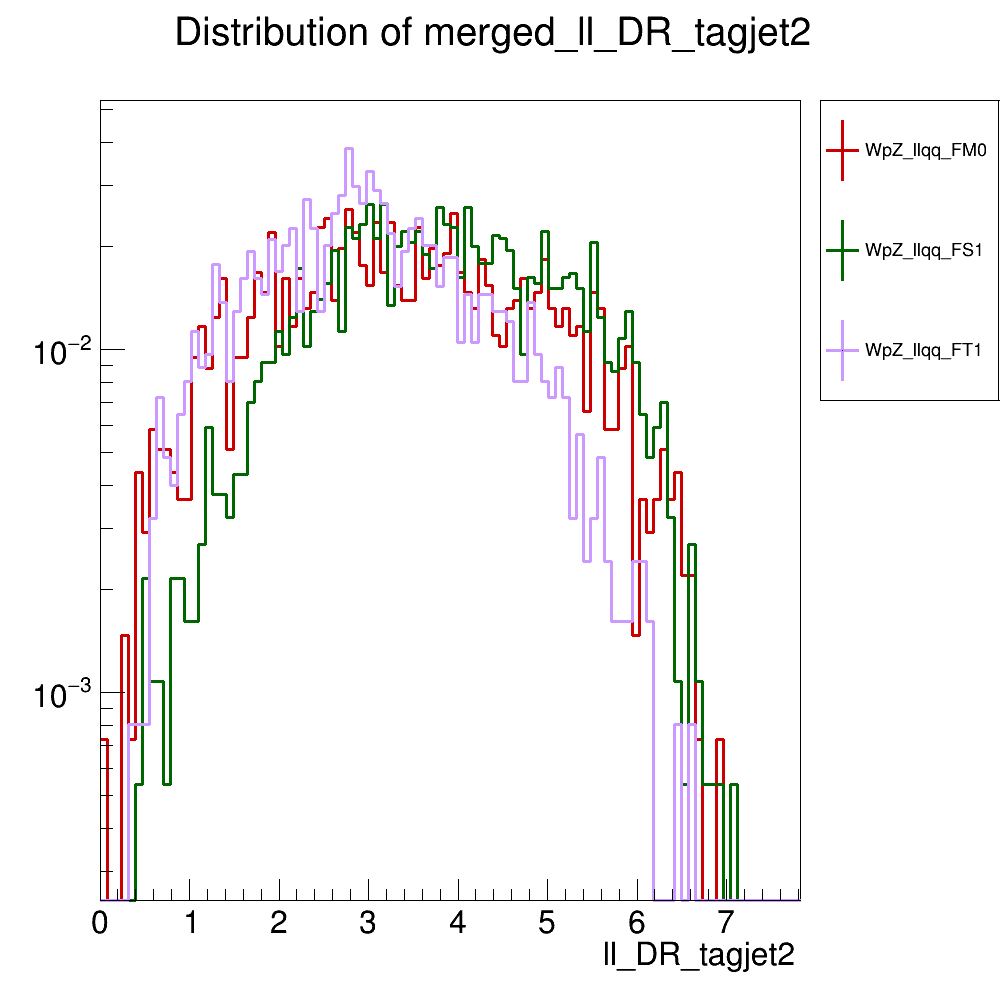 Distribution of merged_ll_DR_tagjet2
WpZ_llqq_FM0
WpZ_llqq_FS1
WpZ_llqq_FT1
10−2
10−3
0 1 2 3 4 5 6 7
ll_DR_tagjet2